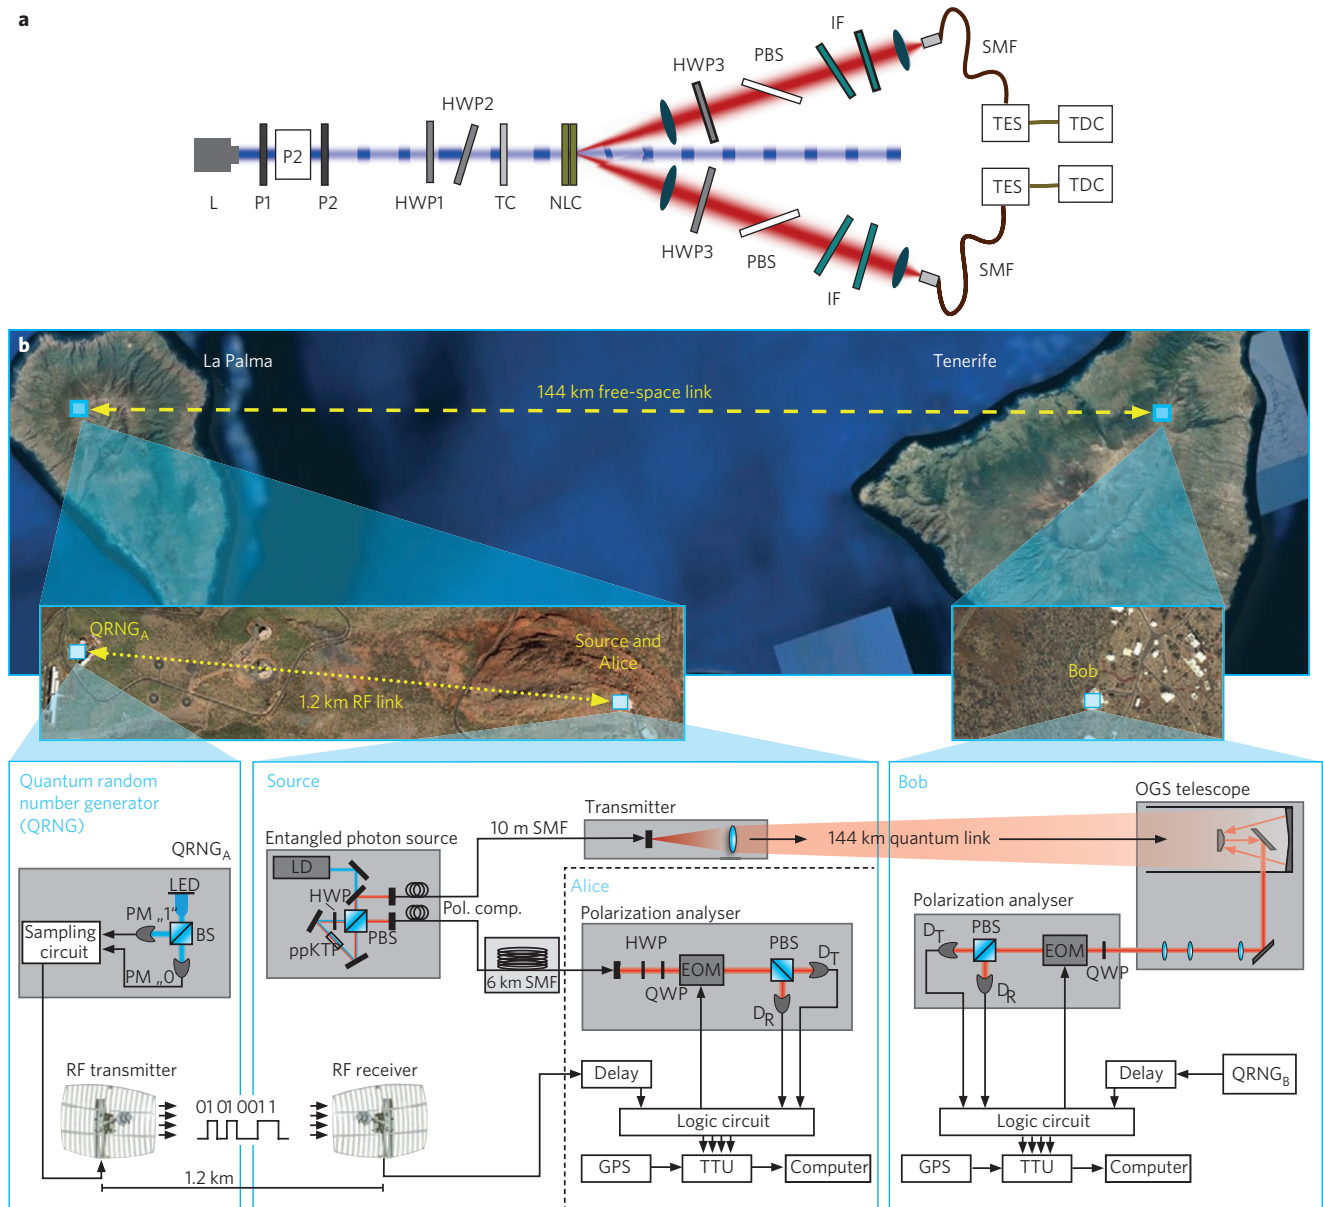 a
IF
SMF
PBS
HWP3
HWP2
TES
TDC
P2
L
P1
P2
HWP1
TC
NLC
TES
TDC
HWP3
PBS
SMF
IF
b
La Palma
Tenerife
144 km free-space link
QRNGA
Source and
Alice
1.2 km RF link
Bob
Quantum random
number generator
(QRNG)
QRNGA
LED
PM „1“
BS
Sampling
circuit
PM „0
RF transmitter
01 01 0011
RF receiver
1.2 km
Source
Entangled photon source
LD
HWP
PBS
ppKTP
Pol. comp.
10 m SMF
6 km SMF
Transmitter
144 km quantum link
Alice
Polarization analyser
HWP
QWP
EOM
PBS
DT
DR
Delay
Logic circuit
GPS
TTU
Computer
Bob
OGS telescope
Polarization analyser
DT
PBS
DR
EOM
QWP
Delay
QRNGB
Logic circuit
GPS
TTU
Computer